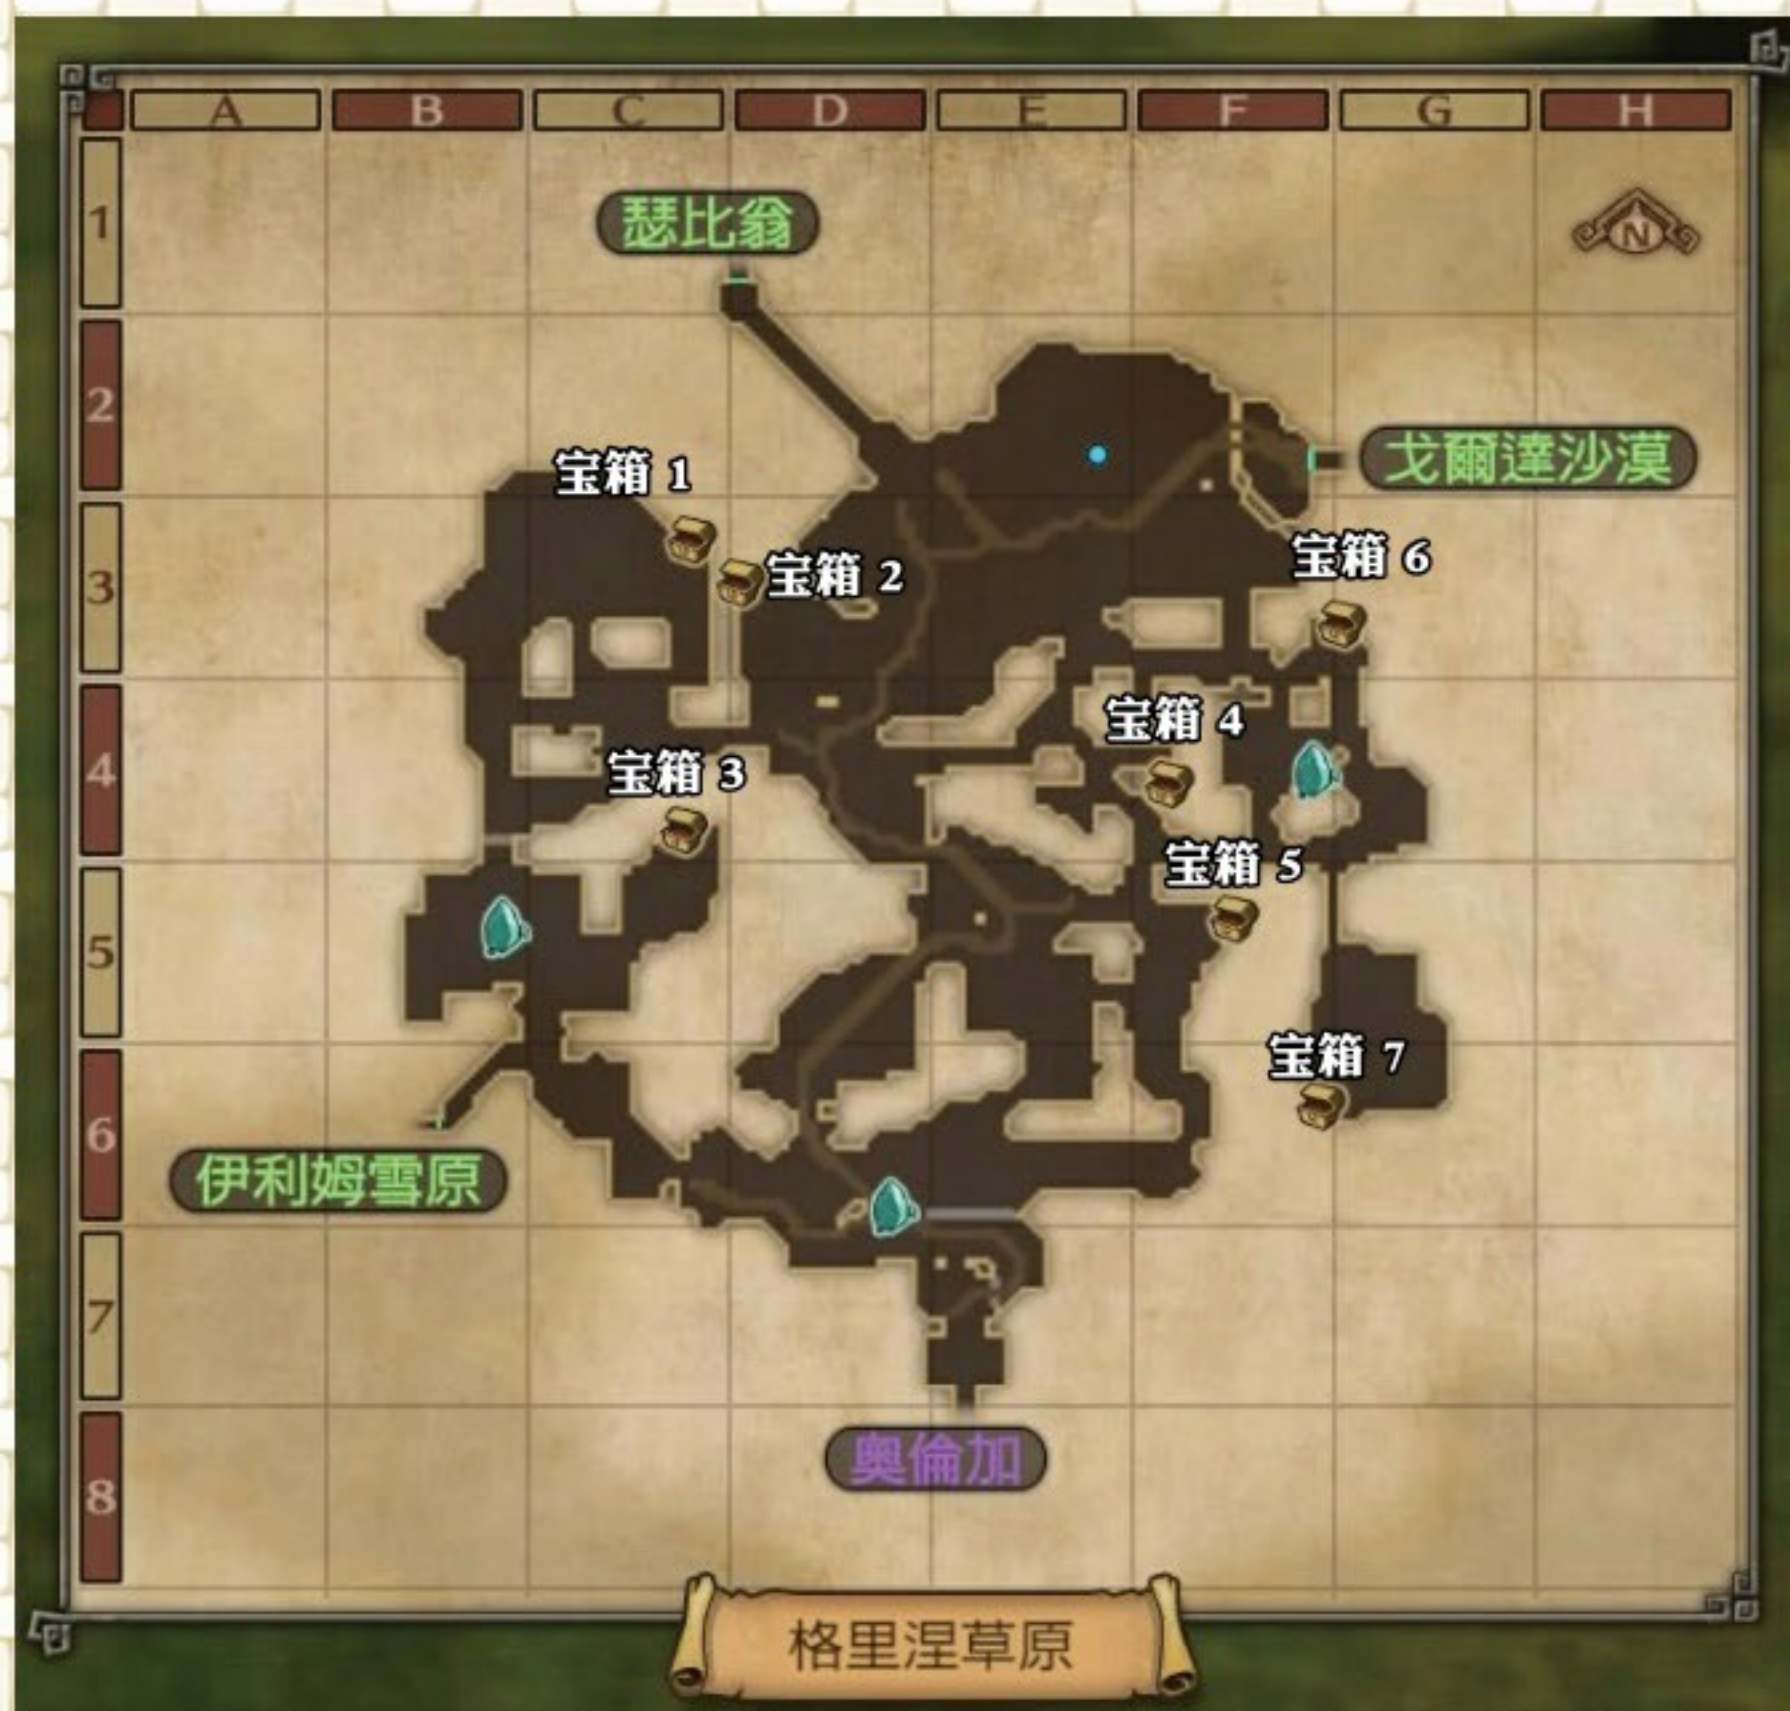 A B C D E F G H
1
瑟比翁
N
2
戈爾達沙漠
宝箱 1
3
宝箱 6
宝箱 2
宝箱 4
4
宝箱 3
宝箱 5
5
宝箱 7
6
伊利姆雪原
7
奧倫加
8
格里涅草原